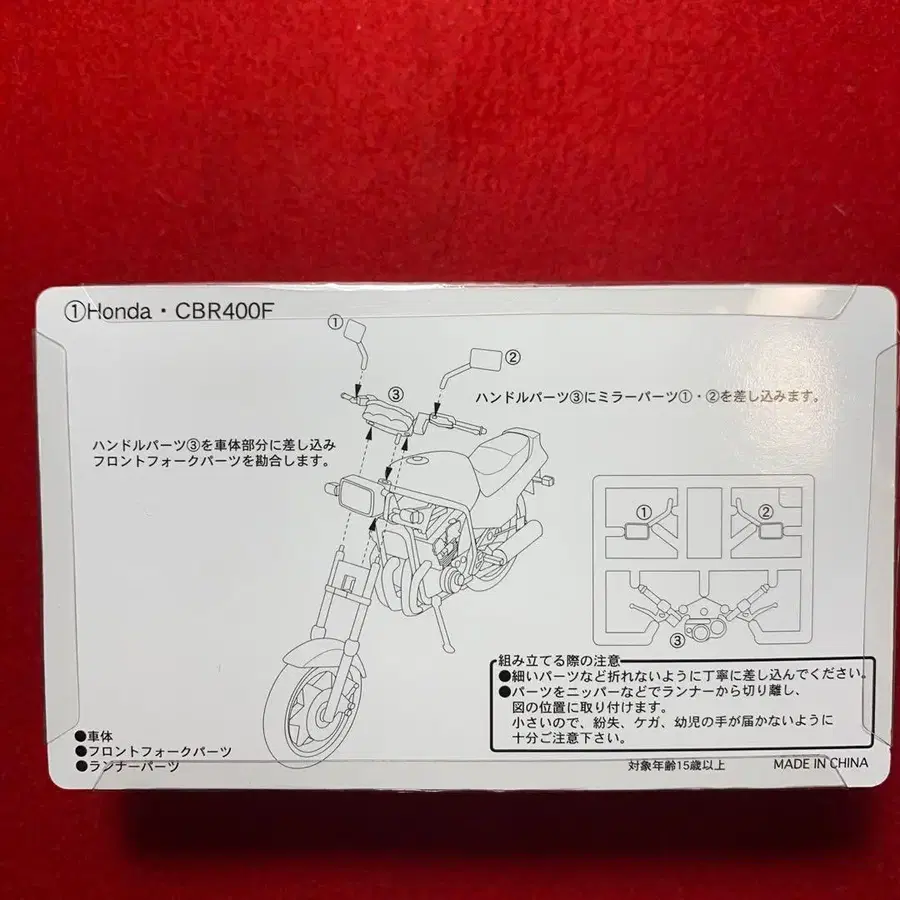 ①Honda・CBR400F
①
②
③
ハンドルパーツ③にミラーパーツ①・②を差し込みます。
ハンドルパーツ③を車体部分に差し込み
フロントフォークパーツを勘合します。
①
②
③
組み立てる際の注意
●細いパーツなど折れないように丁寧に差し込んでください。
●パーツをニッパーなどでランナーから切り離し、
図の位置に取り付けます。
小さいので、紛失、ケガ、幼児の手が届かないように
十分ご注意下さい。
●車体
●フロントフォークパーツ
●ランナーパーツ
対象年齢15歳以上
MADE IN CHINA